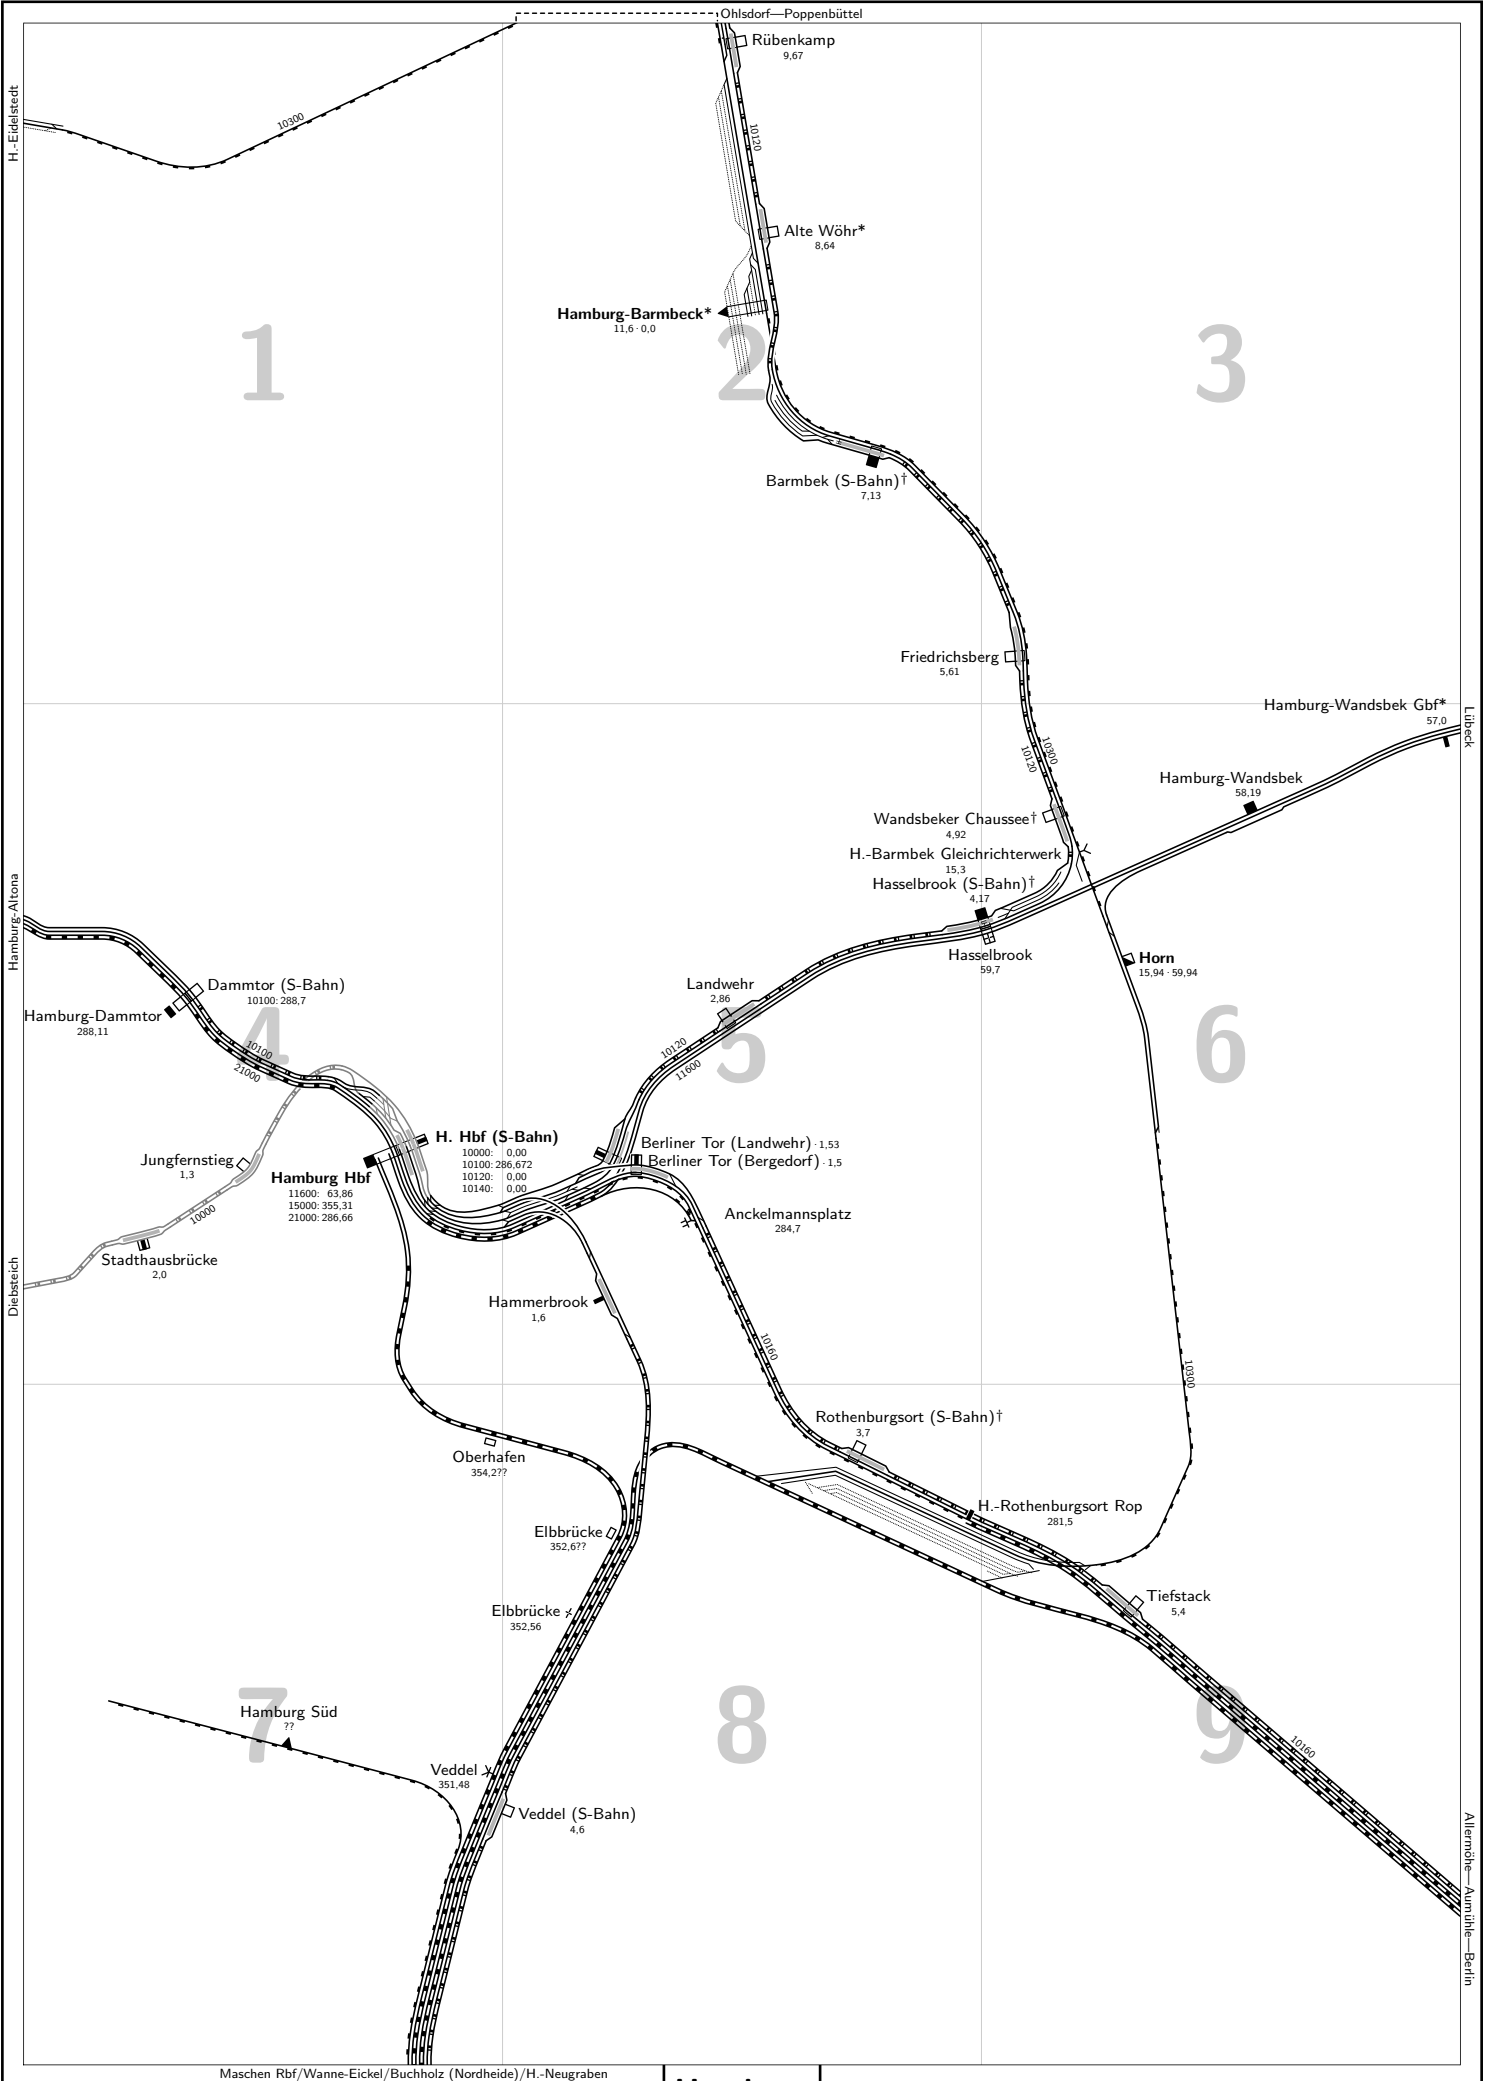 Ohlsdorf—Poppenbüttel
Rübenkamp
9,67
H.-Eidelstedt
10300
10120
Alte Wöhr*
8,64
Hamburg-Barmbeck*
11,6 · 0,0
1
2
3
Barmbek (S-Bahn)†
7,13
Friedrichsberg
5,61
Hamburg-Wandsbek Gbf*
57,0
Lübeck
10300
10120
Hamburg-Wandsbek
58,19
Wandsbeker Chaussee†
4,92
H.-Barmbek Gleichrichterwerk
15,3
Hasselbrook (S-Bahn)†
4,17
Hamburg-Altona
Hasselbrook
59,7
Horn
15,94 · 59,94
Dammtor (S-Bahn)
10100: 288,7
Landwehr
2,86
Hamburg-Dammtor
288,11
4
5
6
10100
21000
10120
11600
H. Hbf (S-Bahn)
10000: 0,00
10100: 286,672
10120: 0,00
10140: 0,00
Berliner Tor (Landwehr) · 1,53
Berliner Tor (Bergedorf) · 1,5
Jungfernstieg
1,3
Hamburg Hbf
11600: 63,86
15000: 355,31
21000: 286,66
10000
Anckelmannsplatz
284,7
Stadthausbrücke
2,0
Diebsteich
Hammerbrook
1,6
10160
10300
Rothenburgsort (S-Bahn)†
3,7
Oberhafen
354,2??
H.-Rothenburgsort Rop
281,5
Elbbrücke
352,6??
Tiefstack
5,4
Elbbrücke
352,56
Hamburg Süd
??
7
8
9
10160
Veddel
351,48
Veddel (S-Bahn)
4,6
Allermöhe—Aumühle—Berlin
Maschen Rbf/Wanne-Eickel/Buchholz (Nordheide)/H.-Neugraben